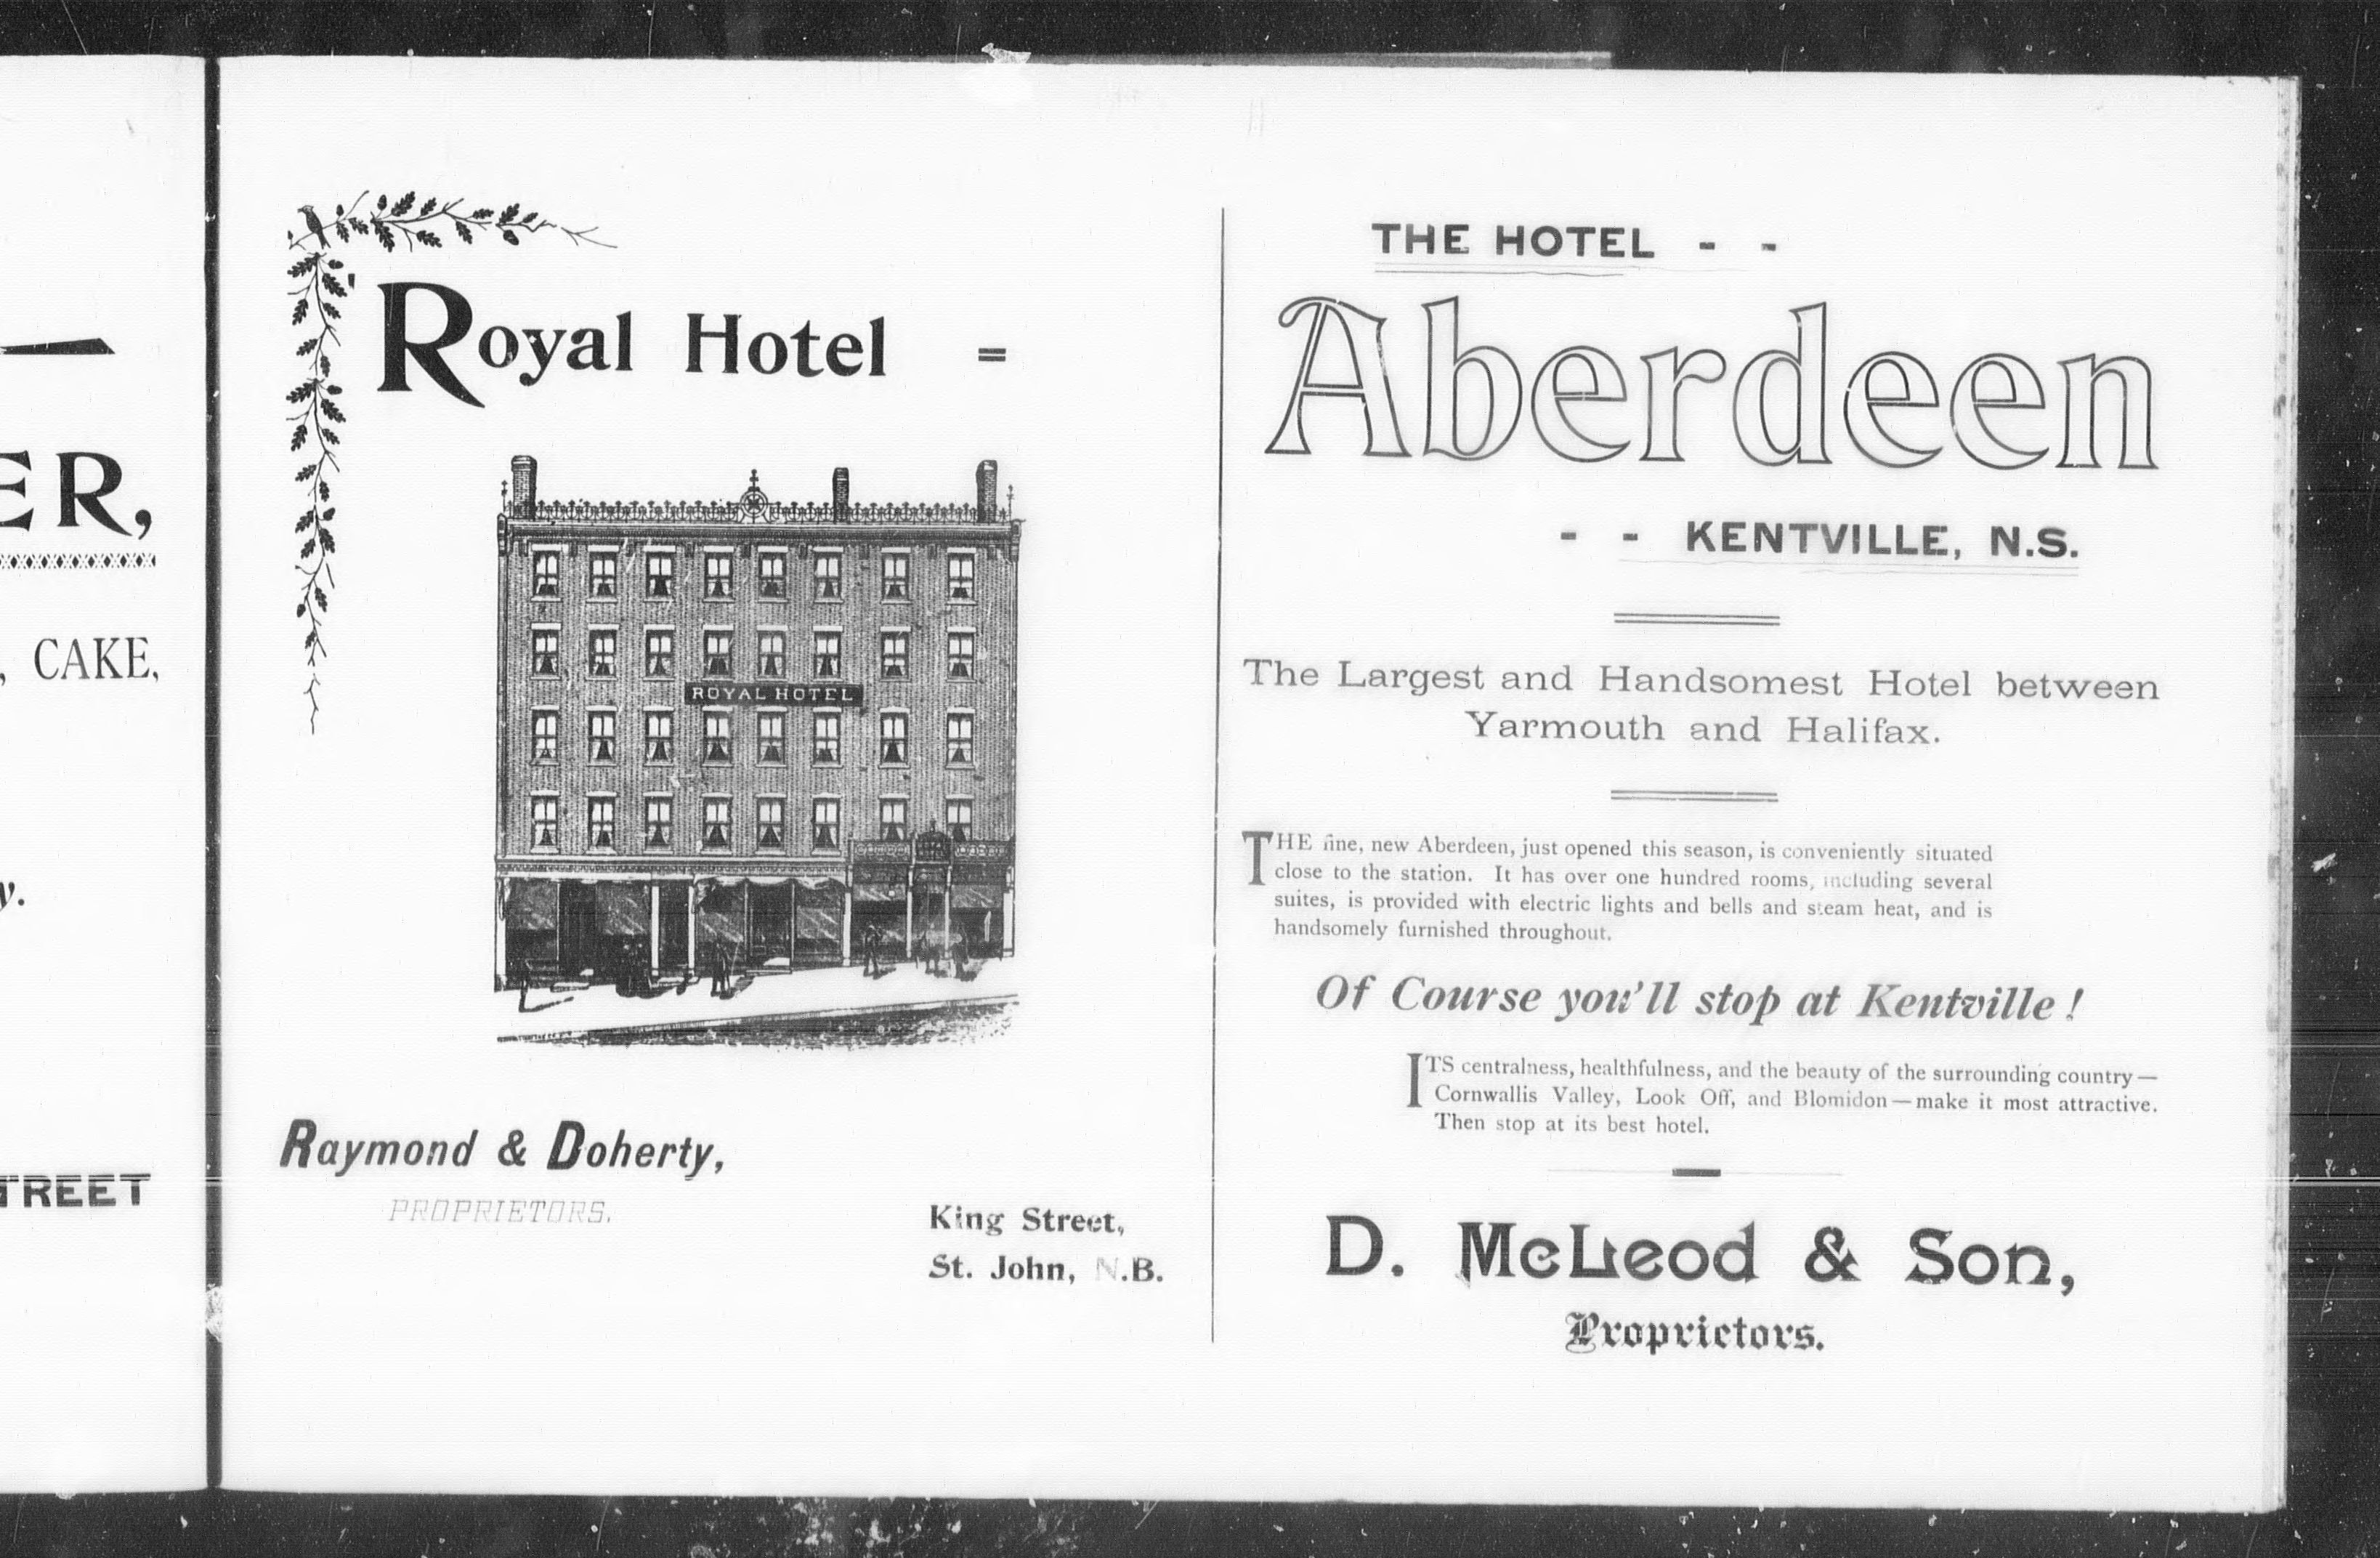 ER,
, CAKE,
y.
TREET
Royal Hotel =
ROYAL HOTEL
Raymond & Doherty,
PROPRIETORS.
King Street,
St. John, N.B.
THE HOTEL - -
Aberdeen
- - KENTVILLE, N.S.
The Largest and Handsomest Hotel between
Yarmouth and Halifax.
THE fine, new Aberdeen, just opened this season, is conveniently situated
close to the station. It has over one hundred rooms, including several
suites, is provided with electric lights and bells and steam heat, and is
handsomely furnished throughout.
Of Course you'll stop at Kentville!
ITS centralness, healthfulness, and the beauty of the surrounding country—
Cornwallis Valley, Look Off, and Blomidon—make it most attractive.
Then stop at its best hotel.
D. McLeod & Son,
Proprietors.